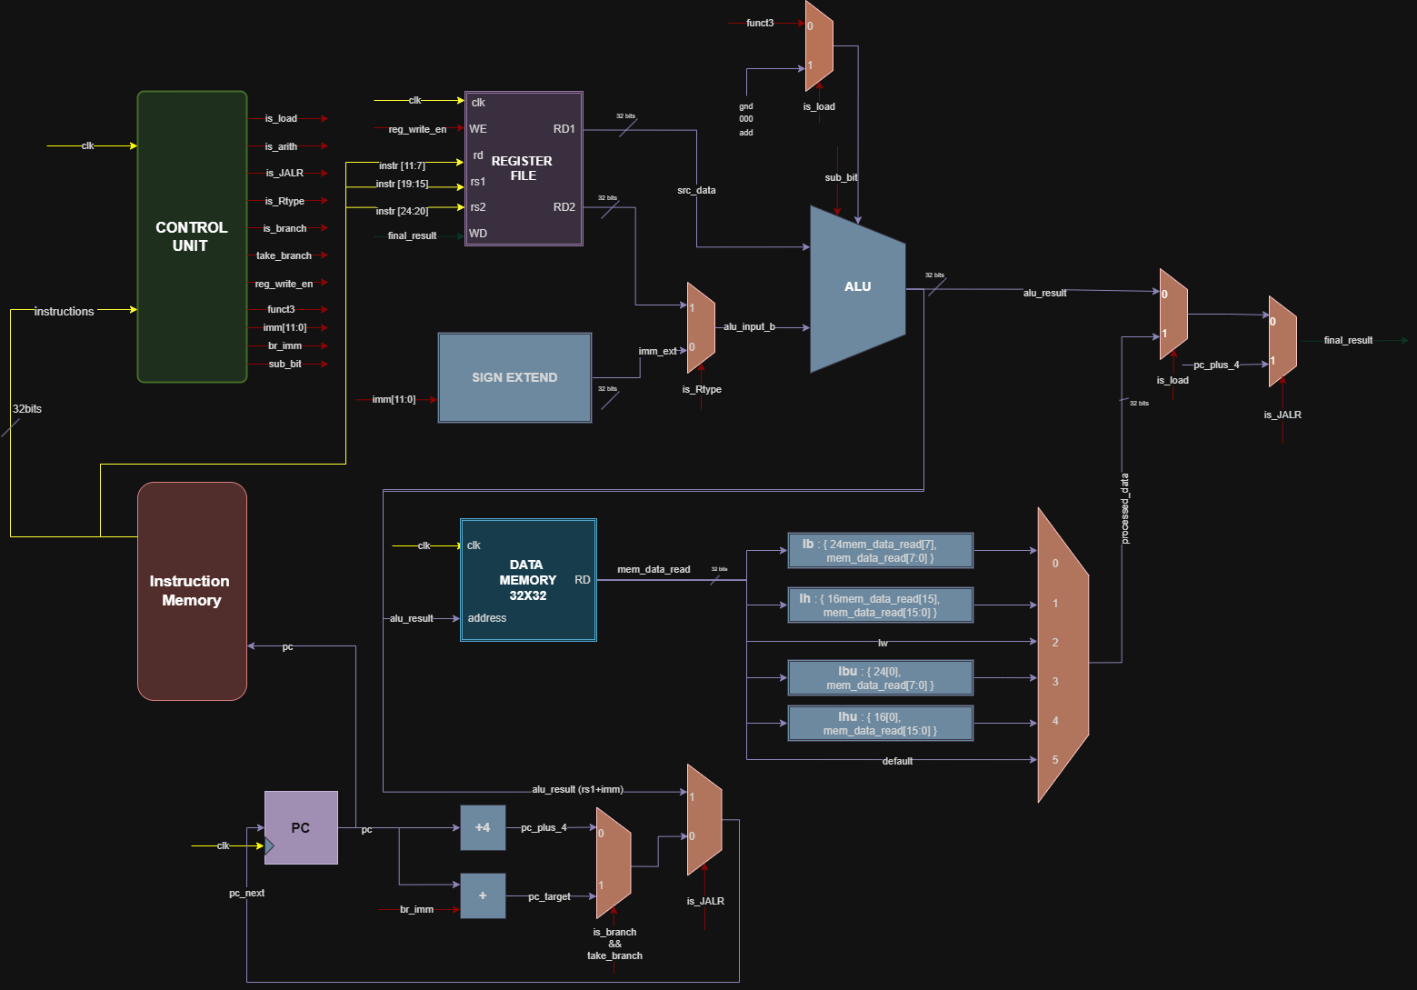 funct3
0
1
gnd
000
add
is_load
clk
CONTROL
UNIT
instructions
32bits
is_load
is_arith
is_JALR
is_Rtype
is_branch
take_branch
reg_write_en
funct3
imm[11:0]
br_imm
sub_bit
clk
reg_write_en
instr [11:7]
instr [19:15]
instr [24:20]
final_result
clk
WE
rd
rs1
rs2
WD
REGISTER
FILE
RD1
RD2
32 bits
32 bits
src_data
sub_bit
ALU
1
0
alu_input_b
imm_ext
is_Rtype
SIGN EXTEND
imm[11:0]
32 bits
32 bits
alu_result
0
1
is_load
pc_plus_4
0
1
is_JALR
final_result
32 bits
processed_data
Instruction
Memory
pc
clk
clk
DATA
MEMORY
32X32
RD
alu_result
address
mem_data_read
32 bits
lb : { 24mem_data_read[7],
mem_data_read[7:0] }
lh : { 16mem_data_read[15],
mem_data_read[15:0] }
lw
lbu : { 24[0],
mem_data_read[7:0] }
lhu : { 16[0],
mem_data_read[15:0] }
default
0
1
2
3
4
5
alu_result (rs1+imm)
PC
clk
pc
pc_next
+4
pc_plus_4
+
br_imm
pc_target
0
1
is_branch
&&
take_branch
1
0
is_JALR